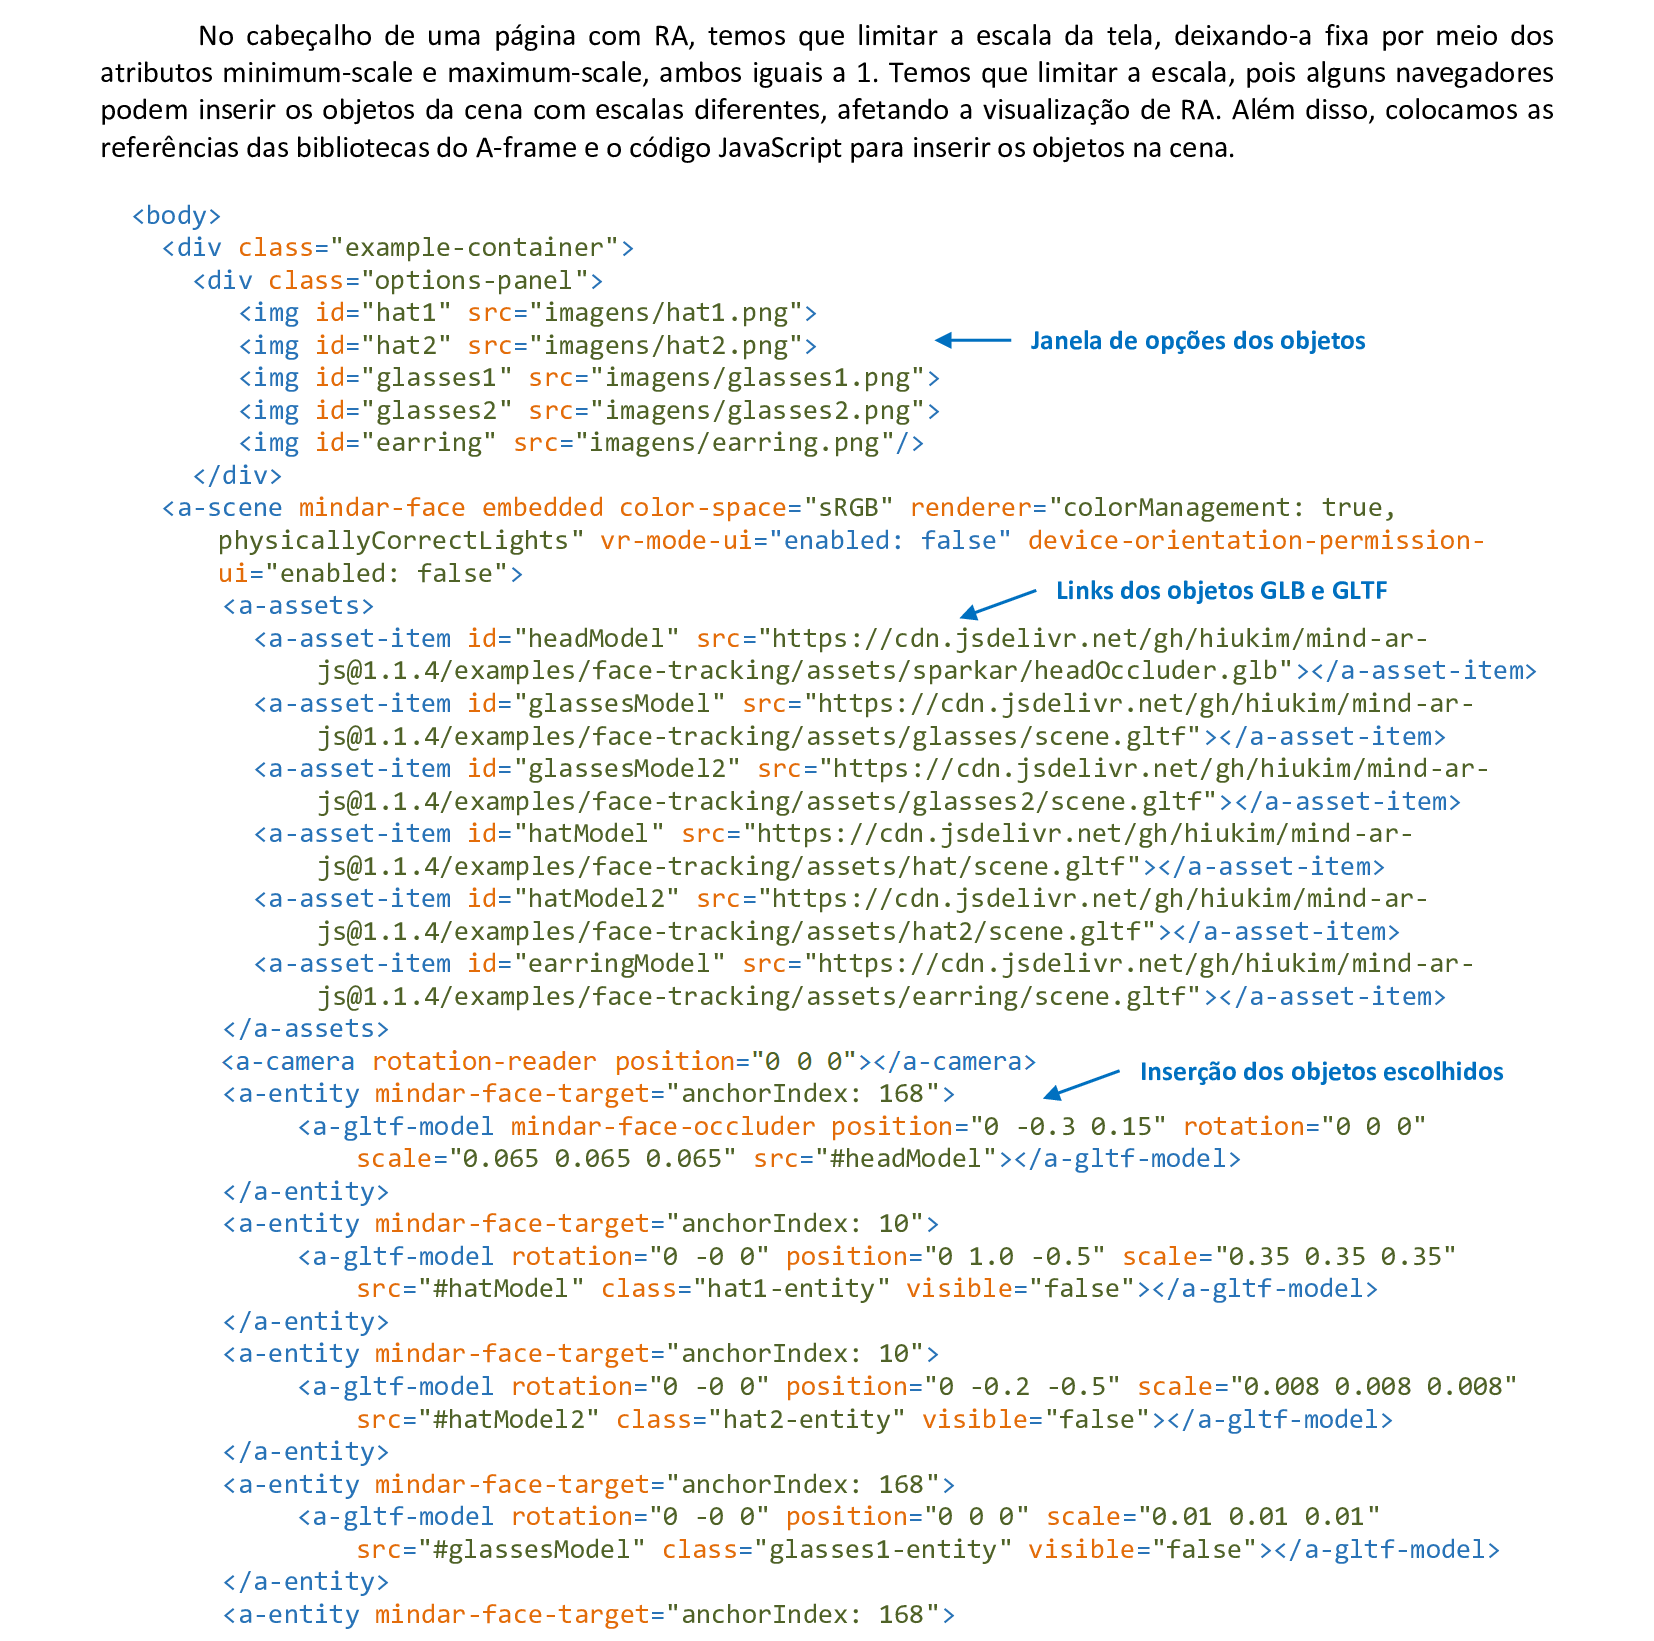 No cabeçalho de uma página com RA, temos que limitar a escala da tela, deixando-a fixa por meio dos
atributos minimum-scale e maximum-scale, ambos iguais a 1. Temos que limitar a escala, pois alguns navegadores
podem inserir os objetos da cena com escalas diferentes, afetando a visualização de RA. Além disso, colocamos as
referências das bibliotecas do A-frame e o código JavaScript para inserir os objetos na cena.
<body>
<div class="example-container">
<div class="options-panel">
<img id="hat1" src="imagens/hat1.png">
<img id="hat2" src="imagens/hat2.png">
Janela de opções dos objetos
<img id="glasses1" src="imagens/glasses1.png">
<img id="glasses2" src="imagens/glasses2.png">
<img id="earring" src="imagens/earring.png"/>
</div>
<a-scene mindar-face embedded color-space="sRGB" renderer="colorManagement: true,
physicallyCorrectLights" vr-mode-ui="enabled: false" device-orientation-permission-
ui="enabled: false">
Links dos objetos GLB e GLTF
<a-assets>
<a-asset-item id="headModel" src="https://cdn.jsdelivr.net/gh/hiukim/mind-ar-
js@1.1.4/examples/face-tracking/assets/sparkar/headOccluder.glb"></a-asset-item>
<a-asset-item id="glassesModel" src="https://cdn.jsdelivr.net/gh/hiukim/mind-ar-
js@1.1.4/examples/face-tracking/assets/glasses/scene.gltf"></a-asset-item>
<a-asset-item id="glassesModel2" src="https://cdn.jsdelivr.net/gh/hiukim/mind-ar-
js@1.1.4/examples/face-tracking/assets/glasses2/scene.gltf"></a-asset-item>
<a-asset-item id="hatModel" src="https://cdn.jsdelivr.net/gh/hiukim/mind-ar-
js@1.1.4/examples/face-tracking/assets/hat/scene.gltf"></a-asset-item>
<a-asset-item id="hatModel2" src="https://cdn.jsdelivr.net/gh/hiukim/mind-ar-
js@1.1.4/examples/face-tracking/assets/hat2/scene.gltf"></a-asset-item>
<a-asset-item id="earringModel" src="https://cdn.jsdelivr.net/gh/hiukim/mind-ar-
js@1.1.4/examples/face-tracking/assets/earring/scene.gltf"></a-asset-item>
</a-assets>
<a-camera rotation-reader position="0 0 0"></a-camera>
Inserção dos objetos escolhidos
<a-entity mindar-face-target="anchorIndex: 168">
<a-gltf-model mindar-face-occluder position="0 -0.3 0.15" rotation="0 0 0"
scale="0.065 0.065 0.065" src="#headModel"></a-gltf-model>
</a-entity>
<a-entity mindar-face-target="anchorIndex: 10">
<a-gltf-model rotation="0 -0 0" position="0 1.0 -0.5" scale="0.35 0.35 0.35"
src="#hatModel" class="hat1-entity" visible="false"></a-gltf-model>
</a-entity>
<a-entity mindar-face-target="anchorIndex: 10">
<a-gltf-model rotation="0 -0 0" position="0 -0.2 -0.5" scale="0.008 0.008 0.008"
src="#hatModel2" class="hat2-entity" visible="false"></a-gltf-model>
</a-entity>
<a-entity mindar-face-target="anchorIndex: 168">
<a-gltf-model rotation="0 -0 0" position="0 0 0" scale="0.01 0.01 0.01"
src="#glassesModel" class="glasses1-entity" visible="false"></a-gltf-model>
</a-entity>
<a-entity mindar-face-target="anchorIndex: 168">